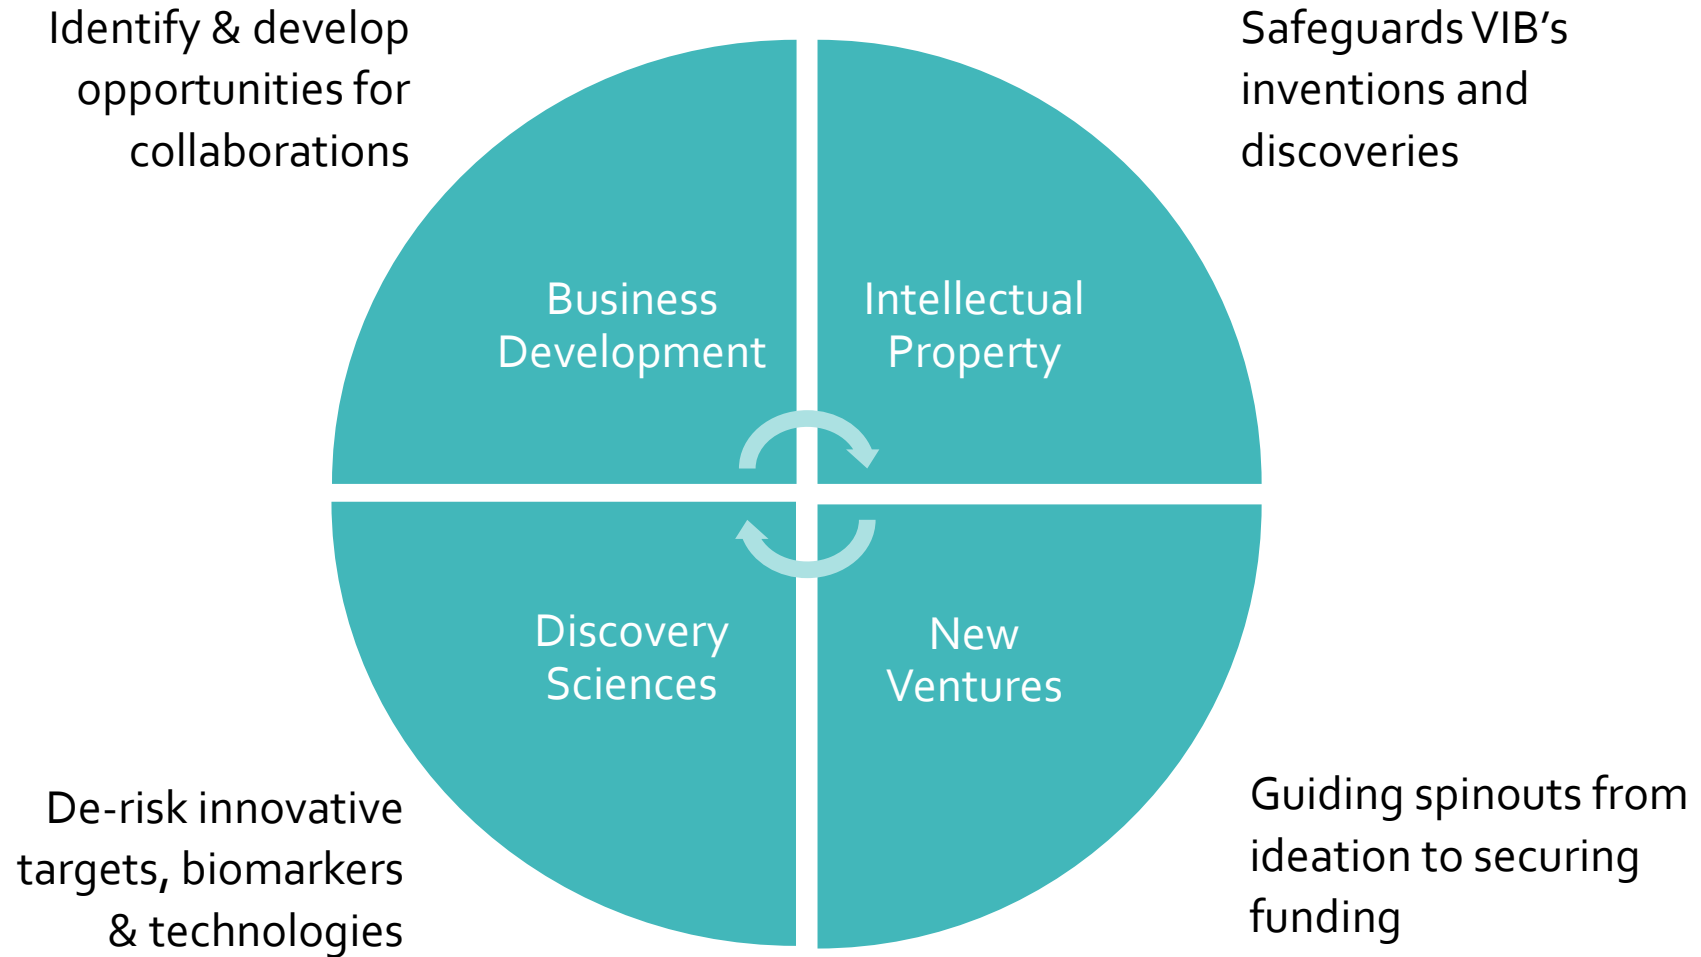 Identify & develop
opportunities for
collaborations
Safeguards VIB's
inventions and
discoveries
Business
Development
Intellectual
Property
Discovery
Sciences
New
Ventures
De-risk innovative
targets, biomarkers
& technologies
Guiding spinouts from
ideation to securing
funding